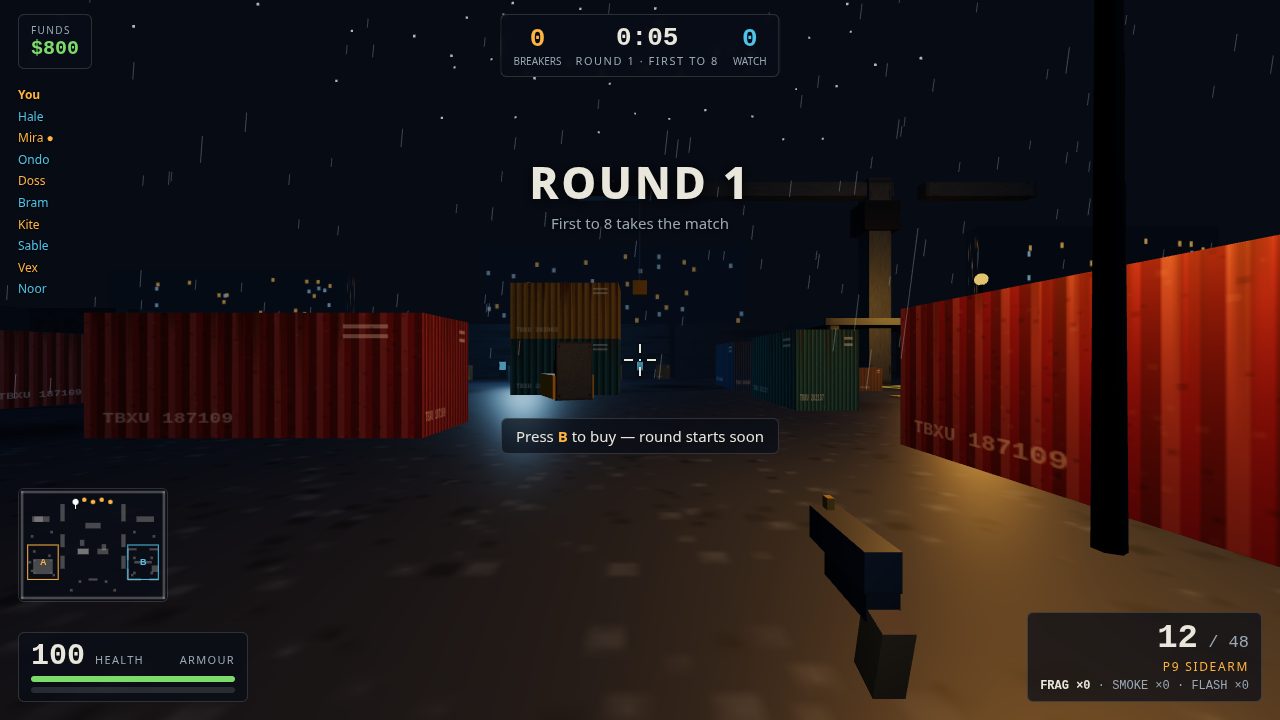 FUNDS
$800
0 0:05 0
BREAKERS ROUND 1 · FIRST TO 8 WATCH
You
Hale
Mira ●
Ondo
Doss
Bram
Kite
Sable
Vex
Noor
ROUND 1
First to 8 takes the match
TBXU 187109
TBXU 187109
TBXU 187109
Press B to buy — round starts soon
A
B
100 HEALTH ARMOUR
12 / 48
P9 SIDEARM
FRAG ×0 · SMOKE ×0 · FLASH ×0